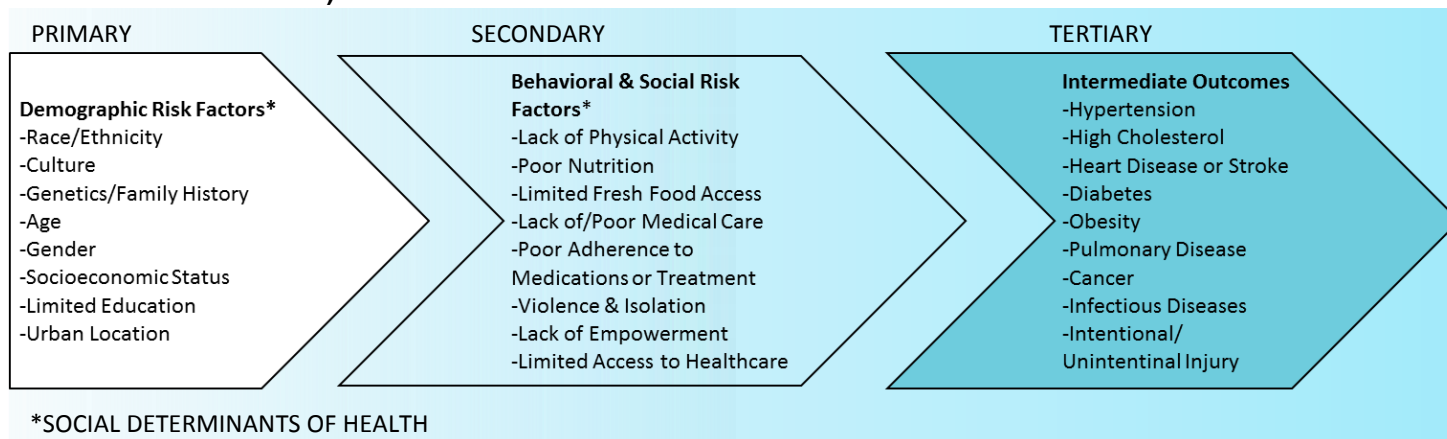 PRIMARY
SECONDARY
TERTIARY
Demographic Risk Factors*
-Race/Ethnicity
-Culture
-Genetics/Family History
-Age
-Gender
-Socioeconomic Status
-Limited Education
-Urban Location
Behavioral & Social Risk
Factors*
-Lack of Physical Activity
-Poor Nutrition
-Limited Fresh Food Access
-Lack of/Poor Medical Care
-Poor Adherence to
Medications or Treatment
-Violence & Isolation
-Lack of Empowerment
-Limited Access to Healthcare
Intermediate Outcomes
-Hypertension
-High Cholesterol
-Heart Disease or Stroke
-Diabetes
-Obesity
-Pulmonary Disease
-Cancer
-Infectious Diseases
-Intentional/
Unintentinal Injury
*SOCIAL DETERMINANTS OF HEALTH